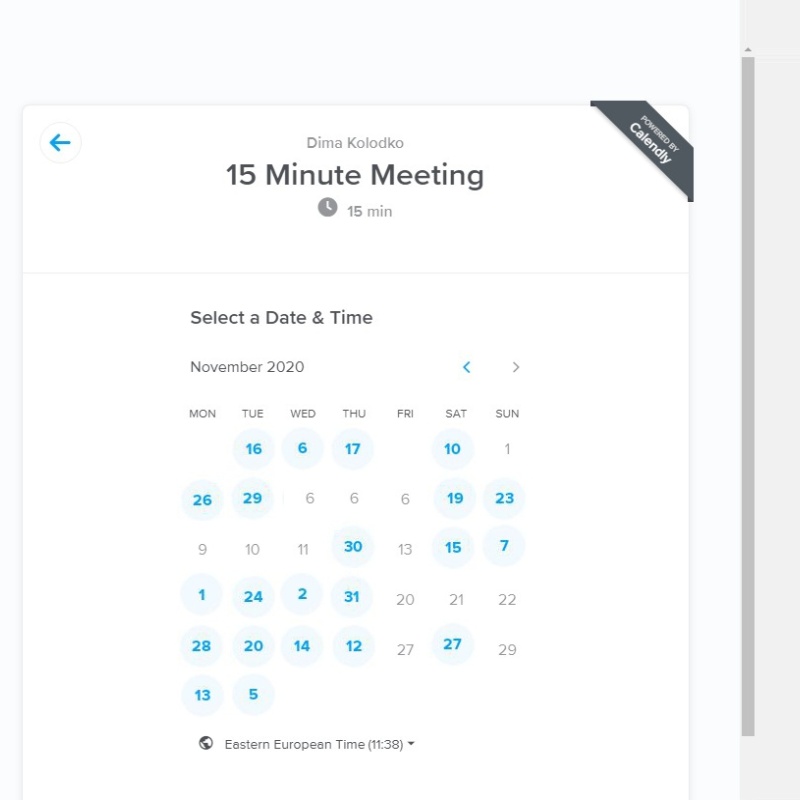 POWERED BY
Calendly
Dima Kolodko
15 Minute Meeting
15 min
Select a Date & Time
November 2020
MON TUE WED THU FRI SAT SUN
16 6 17 10 1
26 29 6 6 6 19 23
9 10 11 30 13 15 7
1 24 2 31 20 21 22
28 20 14 12 27 27 29
13 5
Eastern European Time (11:38)